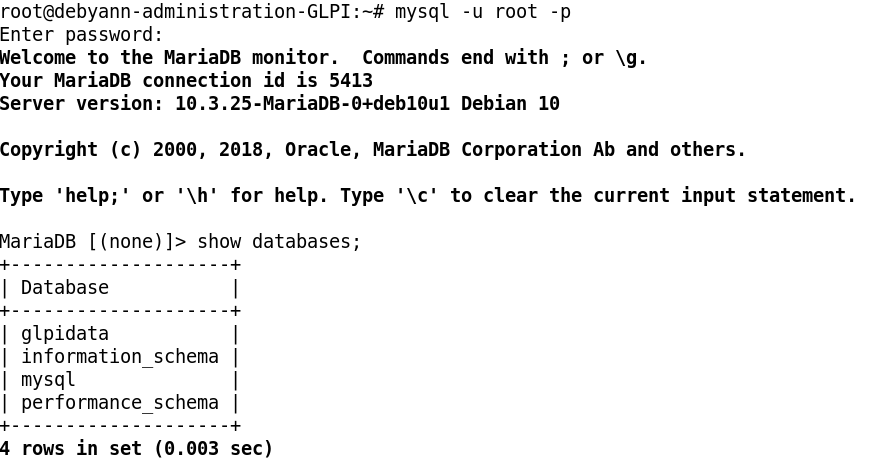 root@debyann-administration-GLPI:~# mysql -u root -p
Enter password:
Welcome to the MariaDB monitor.  Commands end with ; or \g.
Your MariaDB connection id is 5413
Server version: 10.3.25-MariaDB-0+deb10u1 Debian 10

Copyright (c) 2000, 2018, Oracle, MariaDB Corporation Ab and others.

Type 'help;' or '\h' for help. Type '\c' to clear the current input statement.

MariaDB [(none)]> show databases;
+--------------------+
| Database           |
+--------------------+
| glpidata           |
| information_schema |
| mysql              |
| performance_schema |
+--------------------+
4 rows in set (0.003 sec)